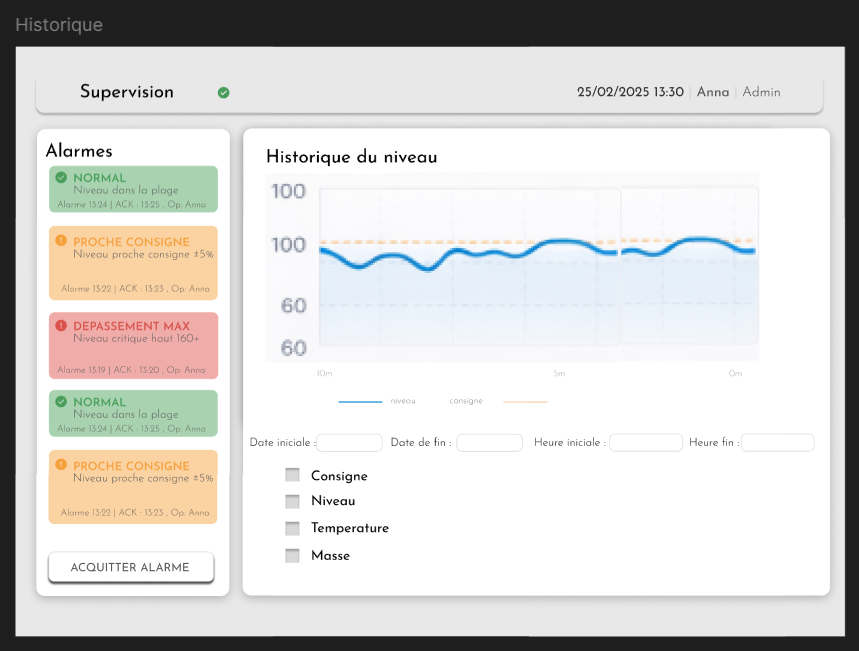 Historique
Supervision
25/02/2025 13:30 | Anna | Admin
Alarmes
NORMAL
Niveau dans la plage
Alarme 13:24 | ACK : 13:25 , Op: Anna
PROCHE CONSIGNE
Niveau proche consigne ±5%
Alarme 13:22 | ACK : 13:23 , Op: Anna
DEPASSEMENT MAX
Niveau critique haut 160+
Alarme 13:19 | ACK : 13:20 , Op: Anna
NORMAL
Niveau dans la plage
Alarme 13:24 | ACK : 13:25 , Op: Anna
PROCHE CONSIGNE
Niveau proche consigne ±5%
Alarme 13:22 | ACK : 13:23 , Op: Anna
ACQUITTER ALARME
Historique du niveau
100
100
60
60
10m 5m 0m
niveau consigne
Date iniciale : Date de fin : Heure iniciale : Heure fin :
Consigne
Niveau
Temperature
Masse